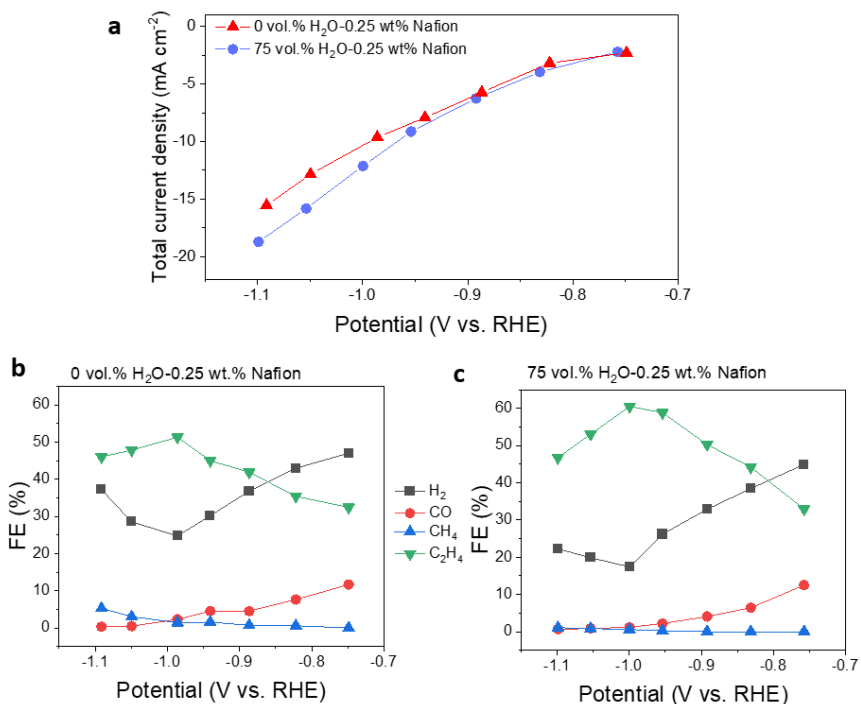 a
0 vol.% H₂O-0.25 wt% Nafion
75 vol.% H₂O-0.25 wt% Nafion
Total current density (mA cm⁻²)
0
-5
-10
-15
-20
-1.1 -1.0 -0.9 -0.8 -0.7
Potential (V vs. RHE)
b
0 vol.% H₂O-0.25 wt.% Nafion
FE (%)
60
50
40
30
20
10
0
-1.1 -1.0 -0.9 -0.8 -0.7
Potential (V vs. RHE)
H₂
CO
CH₄
C₂H₄
c
75 vol.% H₂O-0.25 wt.% Nafion
FE (%)
60
50
40
30
20
10
0
-1.1 -1.0 -0.9 -0.8 -0.7
Potential (V vs. RHE)